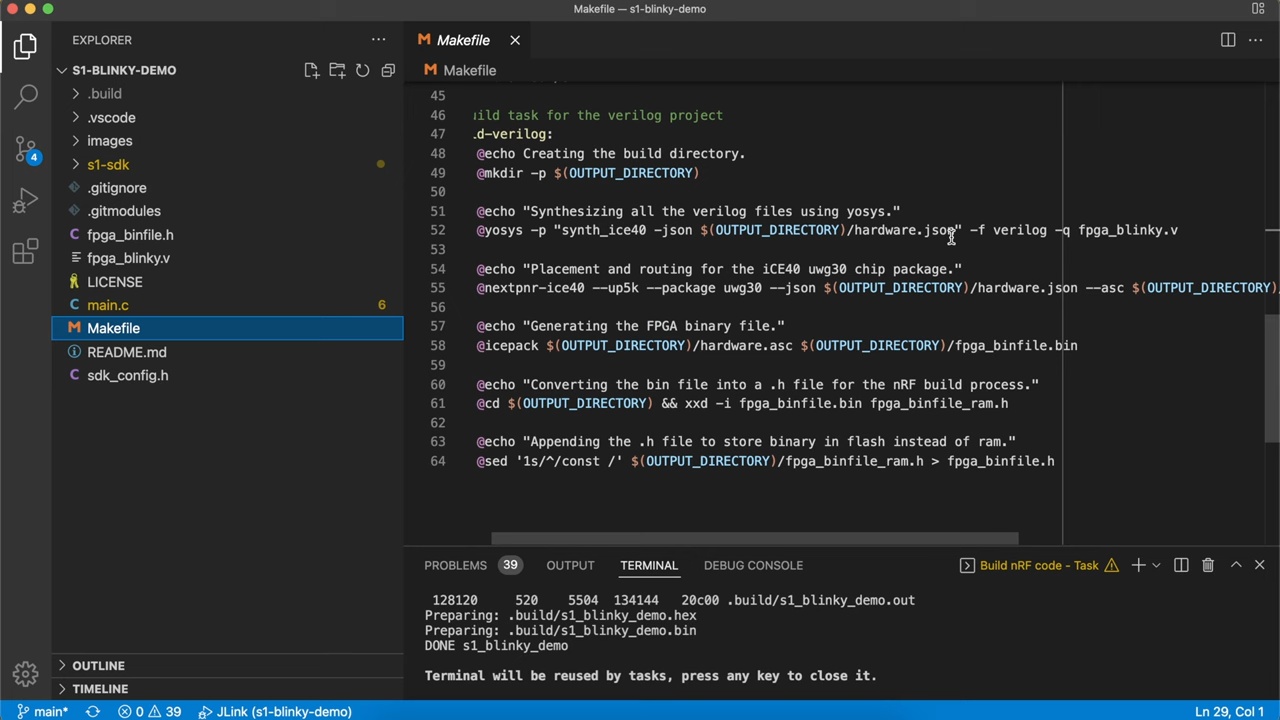 Makefile — s1-blinky-demo
EXPLORER
S1-BLINKY-DEMO
.build
.vscode
images
s1-sdk
.gitignore
.gitmodules
fpga_binfile.h
fpga_blinky.v
LICENSE
main.c 6
Makefile
README.md
sdk_config.h
OUTLINE
TIMELINE
4
Makefile
Makefile
45
46 ild task for the verilog project
47 d-verilog:
48 @echo Creating the build directory.
49 @mkdir -p $(OUTPUT_DIRECTORY)
50
51 @echo "Synthesizing all the verilog files using yosys."
52 @yosys -p "synth_ice40 -json $(OUTPUT_DIRECTORY)/hardware.json" -f verilog -q fpga_blinky.v
53
54 @echo "Placement and routing for the iCE40 uwg30 chip package."
55 @nextpnr-ice40 --up5k --package uwg30 --json $(OUTPUT_DIRECTORY)/hardware.json --asc $(OUTPUT_DIRECTORY)/
56
57 @echo "Generating the FPGA binary file."
58 @icepack $(OUTPUT_DIRECTORY)/hardware.asc $(OUTPUT_DIRECTORY)/fpga_binfile.bin
59
60 @echo "Converting the bin file into a .h file for the nRF build process."
61 @cd $(OUTPUT_DIRECTORY) && xxd -i fpga_binfile.bin fpga_binfile_ram.h
62
63 @echo "Appending the .h file to store binary in flash instead of ram."
64 @sed '1s/^/const /' $(OUTPUT_DIRECTORY)/fpga_binfile_ram.h > fpga_binfile.h
PROBLEMS 39 OUTPUT TERMINAL DEBUG CONSOLE Build nRF code - Task
128120 520 5504 134144 20c00 .build/s1_blinky_demo.out
Preparing: .build/s1_blinky_demo.hex
Preparing: .build/s1_blinky_demo.bin
DONE s1_blinky_demo
Terminal will be reused by tasks, press any key to close it.
main* 0 39 JLink (s1-blinky-demo) Ln 29, Col 1